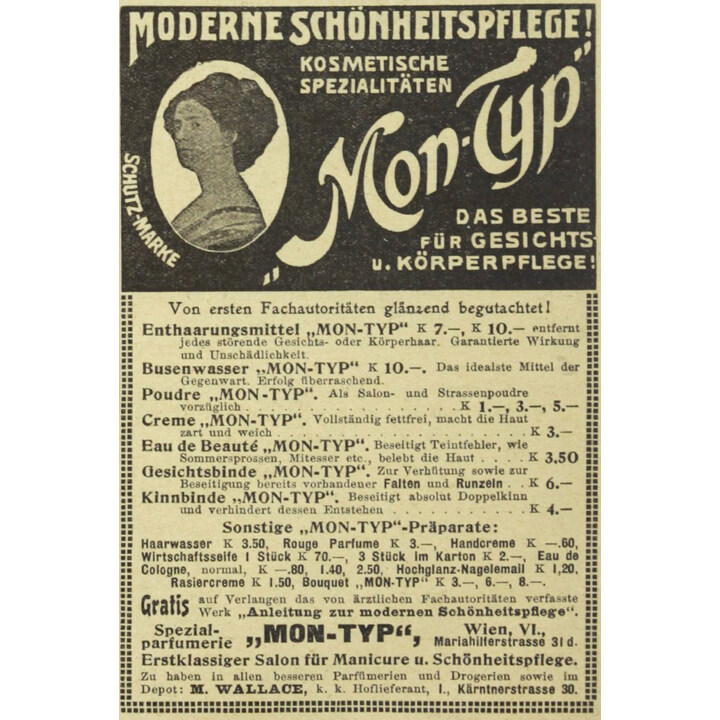 MODERNE SCHÖNHEITSPFLEGE!
KOSMETISCHE
SPEZIALITÄTEN
„Mon-Typ“
SCHUTZ-MARKE
DAS BESTE
FÜR GESICHTS-
u. KÖRPERPFLEGE!
Von ersten Fachautoritäten glänzend begutachtet!
Enthaarungsmittel „MON-TYP“ K 7.—, K 10.— entfernt
jedes störende Gesichts- oder Körperhaar. Garantierte Wirkung
und Unschädlichkeit.
Busenwasser „MON-TYP“ K 10.—. Das idealste Mittel der
Gegenwart. Erfolg überraschend.
Poudre „MON-TYP“. Als Salon- und Strassenpoudre
vorzüglich . . . . . . . . . . . . . . . . K 1.—, 3.—, 5.—
Creme „MON-TYP“. Vollständig fettfrei, macht die Haut
zart und weich . . . . . . . . . . . . . . . . . . . K 3.—
Eau de Beauté „MON-TYP“. Beseitigt Teintfehler, wie
Sommersprossen, Mitesser etc., belebt die Haut . . . . K 3,50
Gesichtsbinde „MON-TYP“. Zur Verhütung sowie zur
Beseitigung bereits vorhandener Falten und Runzeln . . K 6.—
Kinnbinde „MON-TYP“. Beseitigt absolut Doppelkinn
und verhindert dessen Entstehen . . . . . . . . . . K 4.—
Sonstige „MON-TYP“-Präparate:
Haarwasser K 3.50, Rouge Parfume K 3.—, Handcreme K —.60,
Wirtschaftsseife 1 Stück K 70.—, 3 Stück im Karton K 2.—, Eau de
Cologne, normal, K —.80, 1.40, 2.50, Hochglanz-Nagelemail K 1,20,
Rasiercreme K 1.50, Bouquet „MON-TYP“ K 3.—, 6.—, 8.—.
Gratis auf Verlangen das von ärztlichen Fachautoritäten verfasste
Werk „Anleitung zur modernen Schönheitspflege“.
Spezial-
parfumerie „MON-TYP“, Wien, VI.,
Mariahilferstrasse 31 d.
Erstklassiger Salon für Manicure u. Schönheitspflege.
Zu haben in allen besseren Parfümerien und Drogerien sowie im
Depot: M. WALLACE, k. k. Hoflieferant, I., Kärntnerstrasse 30.